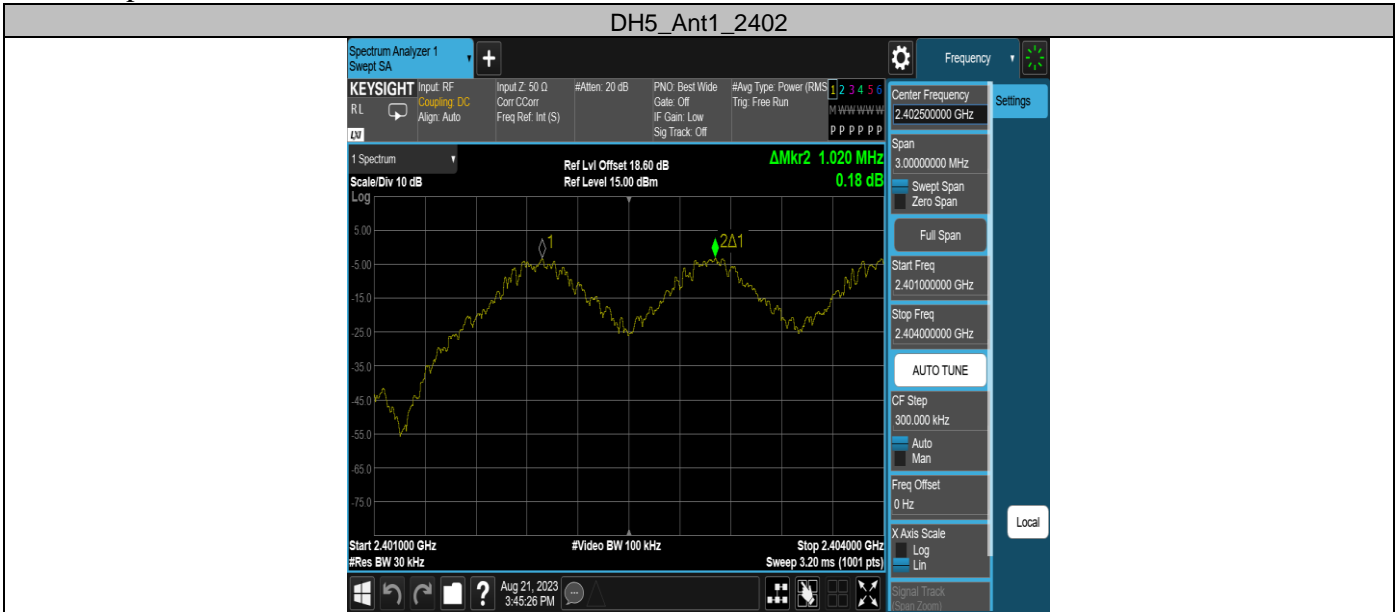 DH5_Ant1_2402
Spectrum Analyzer 1
Swept SA
Frequency
KEYSIGHT
RL
LXI
Input: RF
Coupling: DC
Align: Auto
Input Z: 50 Ω
Corr CCorr
Freq Ref: Int (S)
#Atten: 20 dB
PNO: Best Wide
Gate: Off
IF Gain: Low
Sig Track: Off
#Avg Type: Power (RMS
Trig: Free Run
1 2 3 4 5 6
M W W W W W
P P P P P P
1 Spectrum
Scale/Div 10 dB
Log
Ref Lvl Offset 18.60 dB
Ref Level 15.00 dBm
ΔMkr2 1.020 MHz
0.18 dB
1
2Δ1
5.00
-5.00
-15.0
-25.0
-35.0
-45.0
-55.0
-65.0
-75.0
Start 2.401000 GHz
#Res BW 30 kHz
#Video BW 100 kHz
Stop 2.404000 GHz
Sweep 3.20 ms (1001 pts)
Center Frequency
2.402500000 GHz
Settings
Span
3.00000000 MHz
Swept Span
Zero Span
Full Span
Start Freq
2.401000000 GHz
Stop Freq
2.404000000 GHz
AUTO TUNE
CF Step
300.000 kHz
Auto
Man
Freq Offset
0 Hz
X Axis Scale
Log
Lin
Signal Track
(Span Zoom)
Local
?
Aug 21, 2023
3:45:26 PM